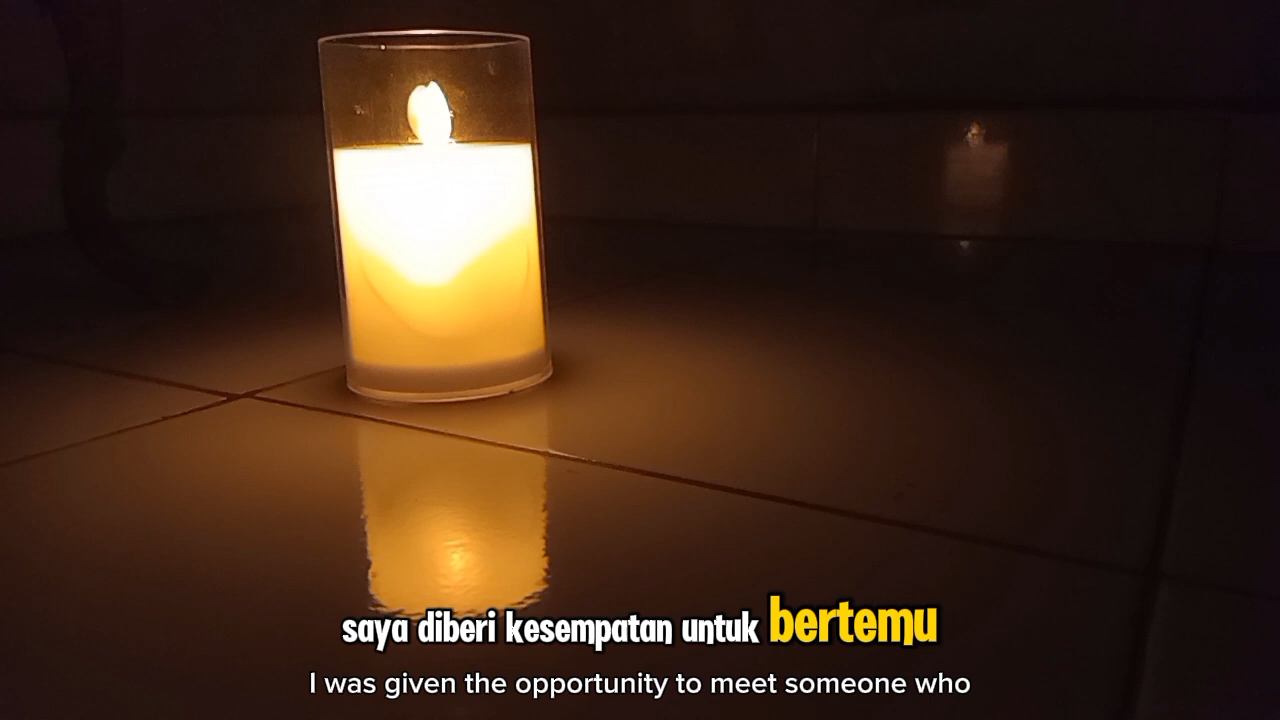 saya diberi kesempatan untuk bertemu
I was given the opportunity to meet someone who